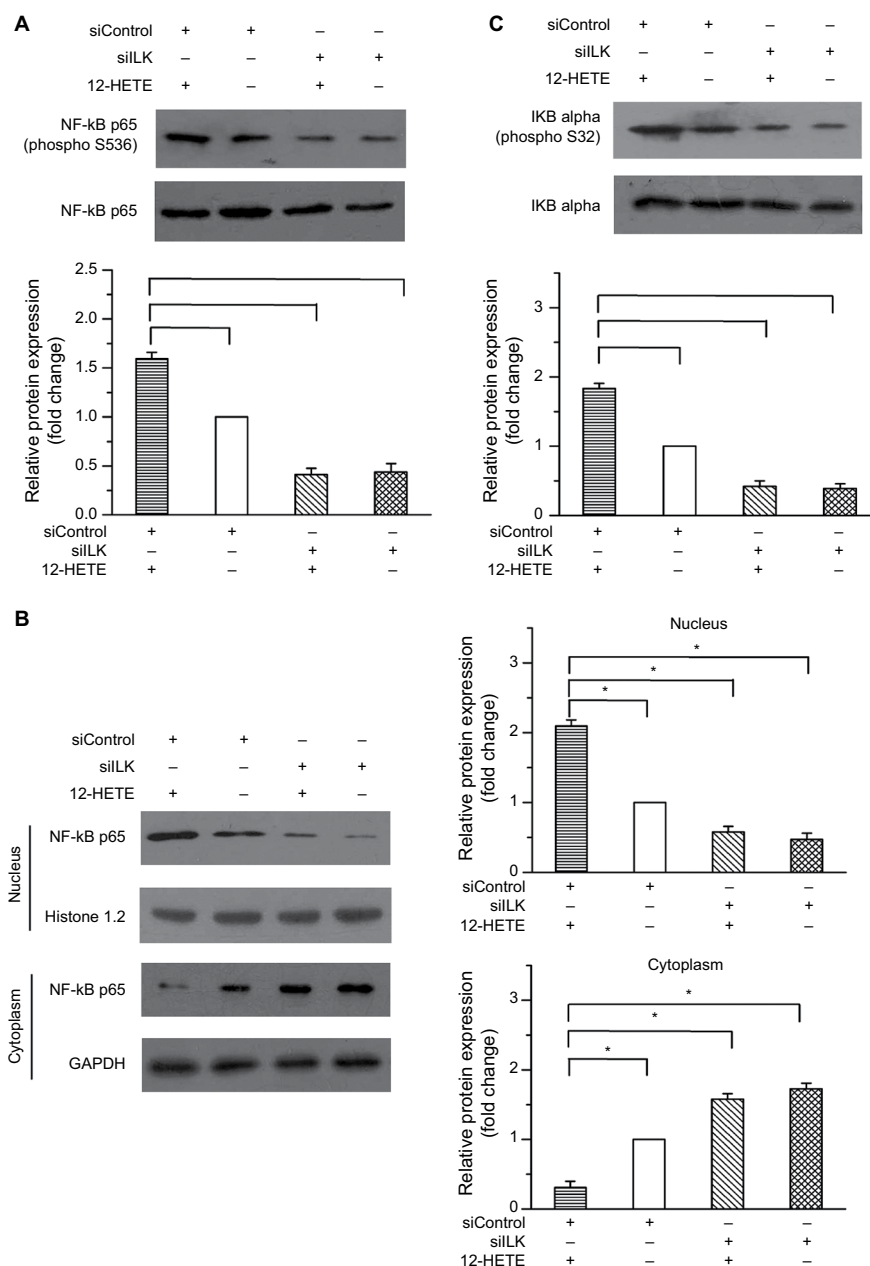 A
siControl + + – –
siILK – – + +
12-HETE + – + –
NF-kB p65
(phospho S536)
NF-kB p65
Relative protein expression
(fold change)
2.5
2.0
1.5
1.0
0.5
0.0
siControl + + – –
siILK – – + +
12-HETE + – + –
C
siControl + + – –
siILK – – + +
12-HETE + – + –
IKB alpha
(phospho S32)
IKB alpha
Relative protein expression
(fold change)
3
2
1
0
siControl + + – –
siILK – – + +
12-HETE + – + –
B
siControl + + – –
siILK – – + +
12-HETE + – + –
Nucleus
NF-kB p65
Histone 1.2
Cytoplasm
NF-kB p65
GAPDH
Nucleus
Relative protein expression
(fold change)
3
2
1
0
*
*
*
siControl + + – –
siILK – – + +
12-HETE + – + –
Cytoplasm
Relative protein expression
(fold change)
3
2
1
0
*
*
*
siControl + + – –
siILK – – + +
12-HETE + – + –